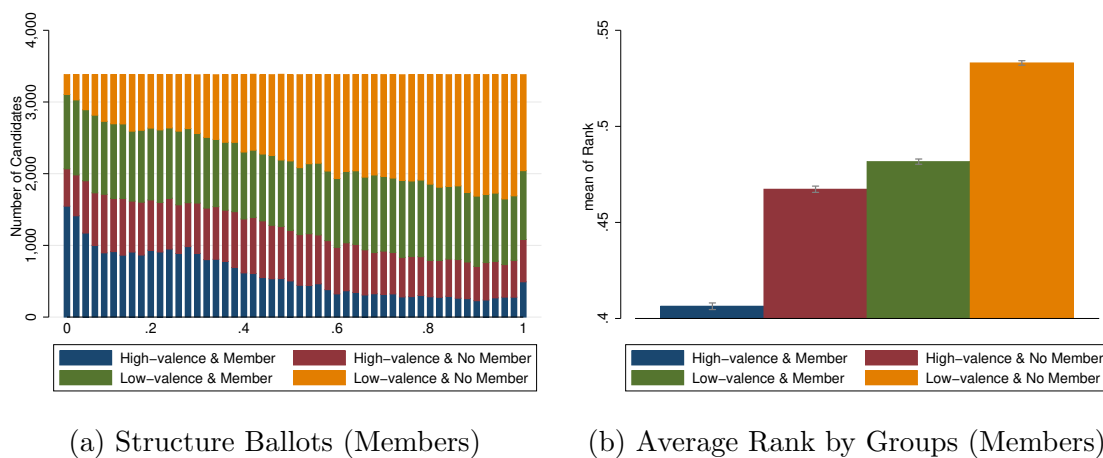 4,000
3,000
2,000
1,000
0
Number of Candidates
0 .2 .4 .6 .8 1
High−valence & Member High−valence & No Member
Low−valence & Member Low−valence & No Member
(a) Structure Ballots (Members)
.55
.5
.45
.4
mean of Rank
High−valence & Member High−valence & No Member
Low−valence & Member Low−valence & No Member
(b) Average Rank by Groups (Members)